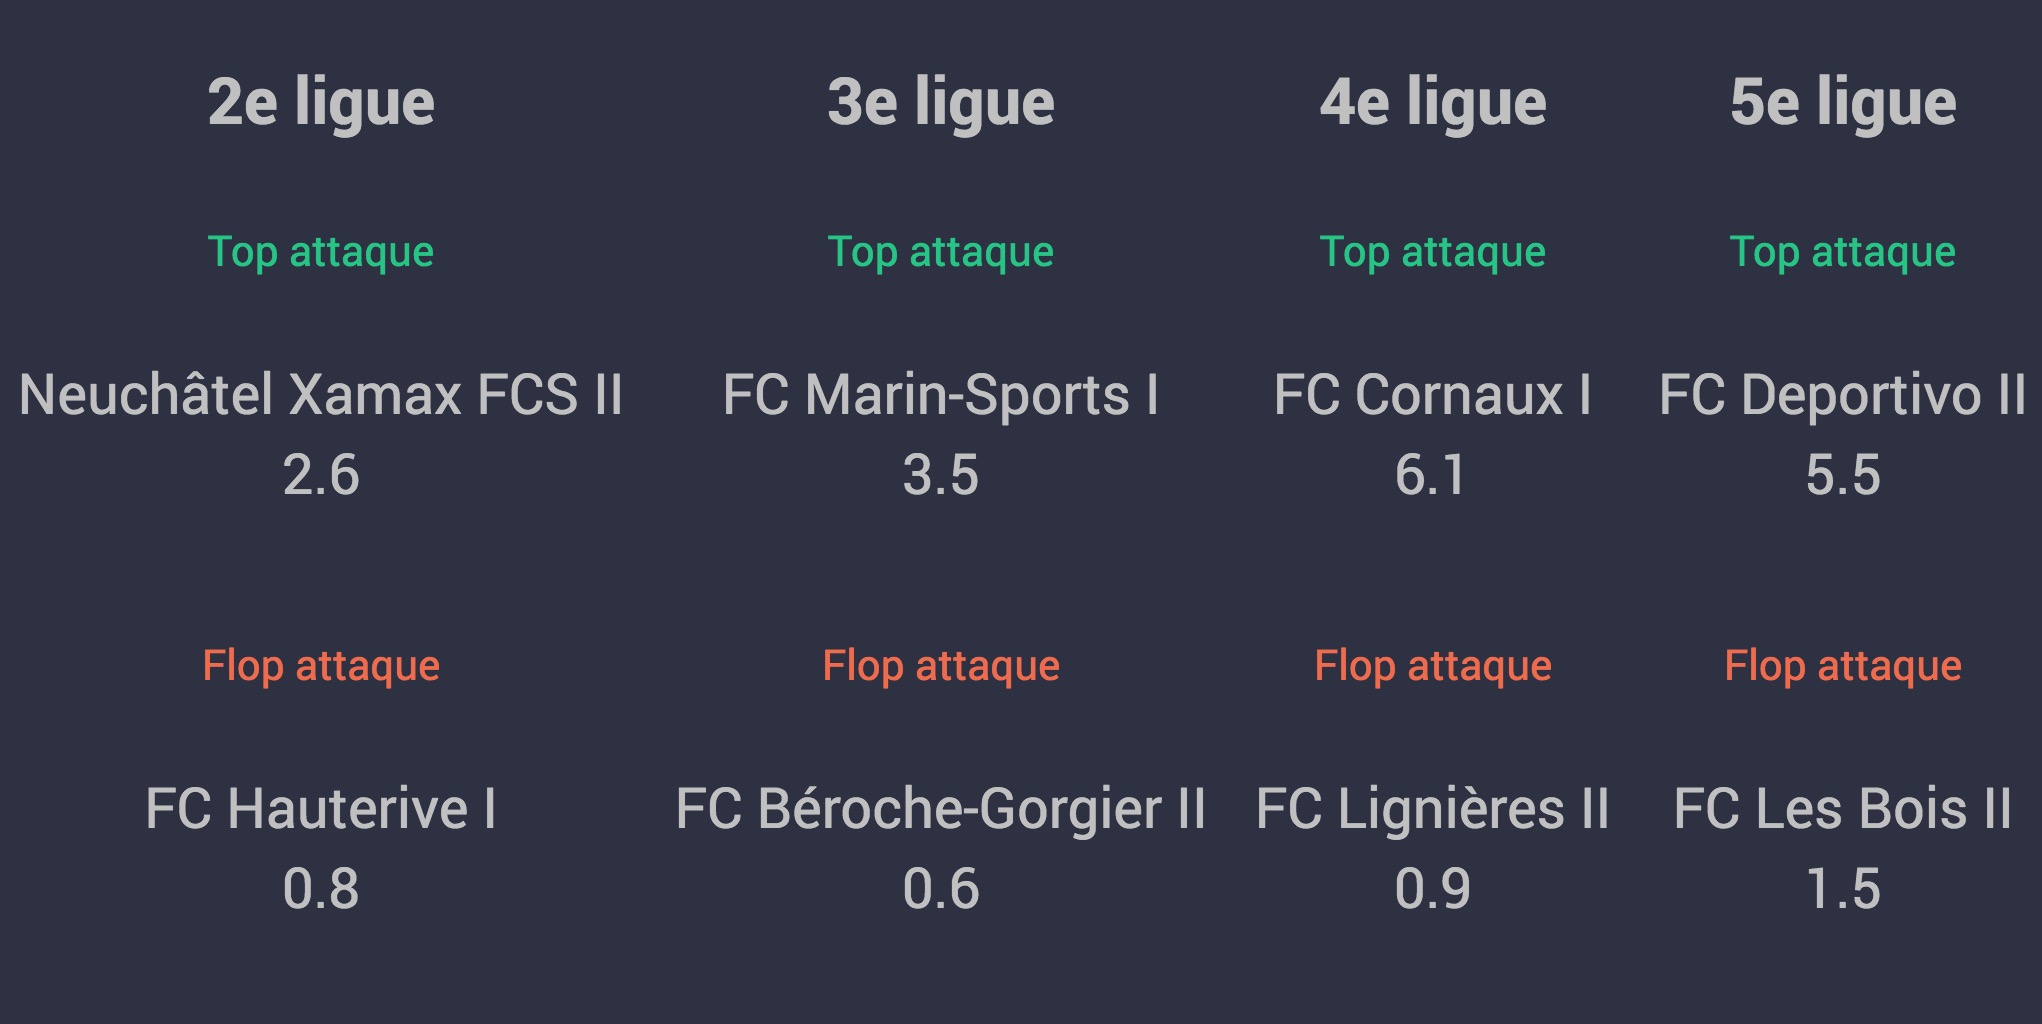 2e ligue
Top attaque
Neuchâtel Xamax FCS II
2.6
Flop attaque
FC Hauterive I
0.8
3e ligue
Top attaque
FC Marin-Sports I
3.5
Flop attaque
FC Béroche-Gorgier II
0.6
4e ligue
Top attaque
FC Cornaux I
6.1
Flop attaque
FC Lignières II
0.9
5e ligue
Top attaque
FC Deportivo II
5.5
Flop attaque
FC Les Bois II
1.5